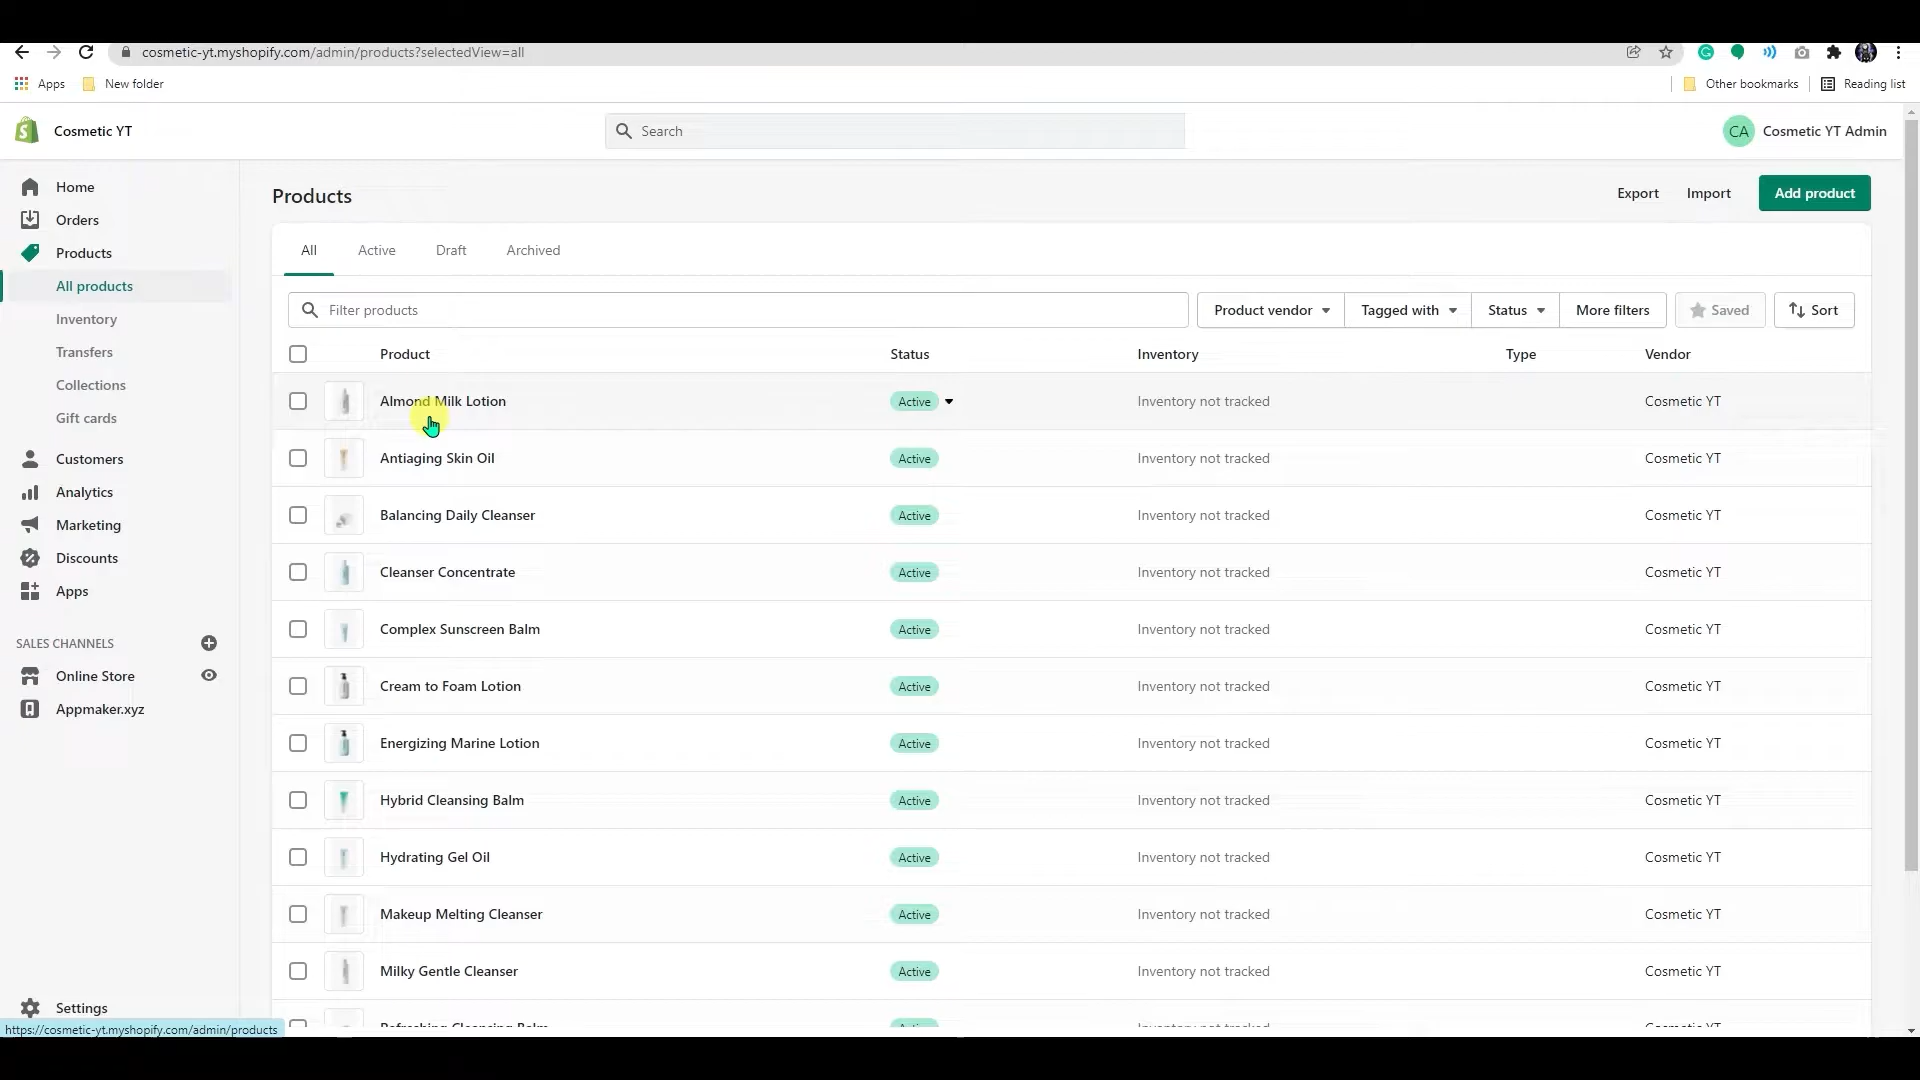 cosmetic-yt.myshopify.com/admin/products?selectedView=all
Apps New folder Other bookmarks Reading list
Cosmetic YT Search CA Cosmetic YT Admin
Home
Orders
Products
All products
Inventory
Transfers
Collections
Gift cards
Customers
Analytics
Marketing
Discounts
Apps
SALES CHANNELS
Online Store
Appmaker.xyz
Settings
https://cosmetic-yt.myshopify.com/admin/products
Products Export Import Add product
All Active Draft Archived
Filter products Product vendor Tagged with Status More filters Saved Sort
Product Status Inventory Type Vendor
Almond Milk Lotion Active Inventory not tracked Cosmetic YT
Antiaging Skin Oil Active Inventory not tracked Cosmetic YT
Balancing Daily Cleanser Active Inventory not tracked Cosmetic YT
Cleanser Concentrate Active Inventory not tracked Cosmetic YT
Complex Sunscreen Balm Active Inventory not tracked Cosmetic YT
Cream to Foam Lotion Active Inventory not tracked Cosmetic YT
Energizing Marine Lotion Active Inventory not tracked Cosmetic YT
Hybrid Cleansing Balm Active Inventory not tracked Cosmetic YT
Hydrating Gel Oil Active Inventory not tracked Cosmetic YT
Makeup Melting Cleanser Active Inventory not tracked Cosmetic YT
Milky Gentle Cleanser Active Inventory not tracked Cosmetic YT
Refreshing Cleansing Balm Active Inventory not tracked Cosmetic YT